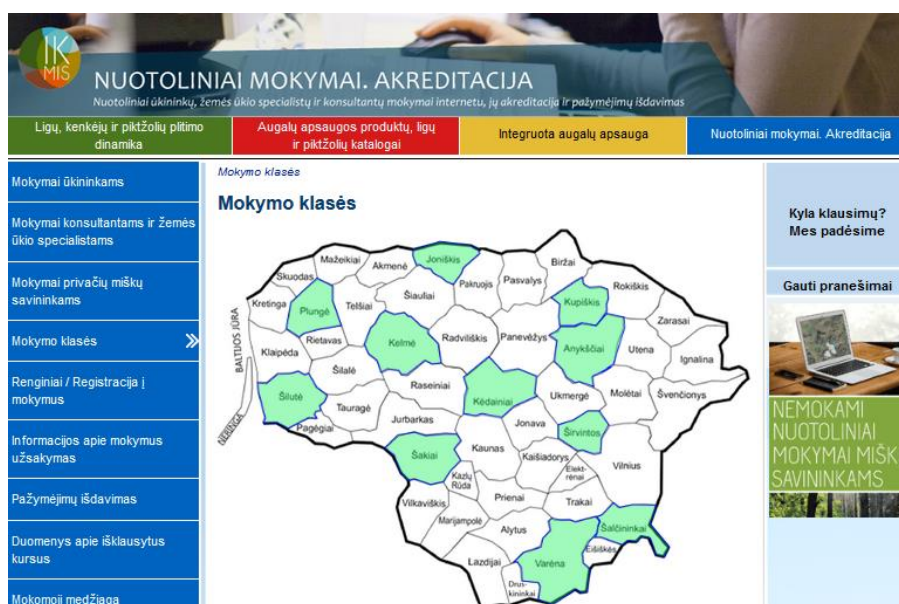 IK
MIS
NUOTOLINIAI MOKYMAI. AKREDITACIJA
Nuotoliniai ūkininkų, žemės ūkio specialistų ir konsultantų mokymai internetu, jų akreditacija ir pažymėjimų išdavimas
Ligų, kenkėjų ir piktžolių plitimo
dinamika
Augalų apsaugos produktų, ligų
ir piktžolių katalogai
Integruota augalų apsauga
Nuotoliniai mokymai. Akreditacija
Mokymai ūkininkams
Mokymai konsultantams ir žemės
ūkio specialistams
Mokymai privačių miškų
savininkams
Mokymo klasės
Renginiai / Registracija į
mokymus
Informacijos apie mokymus
užsakymas
Pažymėjimų išdavimas
Duomenys apie išklausytus
kursus
Mokomoji medžiaga
Mokymo klasės
Mokymo klasės
Mažeikiai
Akmenė
Joniškis
Biržai
Skuodas
Pakruojis
Pasvalys
Rokiškis
Kretinga
Plungė
Telšiai
Šiauliai
Kupiškis
Zarasai
BALTIJOS JŪRA
Klaipėda
Rietavas
Kelmė
Radviliškis
Panevėžys
Anykščiai
Utena
Ignalina
Šilalė
Raseiniai
Šilutė
Kėdainiai
Ukmergė
Molėtai
Švenčionys
NERINGA
Pagėgiai
Tauragė
Jurbarkas
Jonava
Širvintos
Šakiai
Kaunas
Kaišiadorys
Elekt-
rėnai
Vilnius
Kazlų
Rūda
Vilkaviškis
Prienai
Trakai
Marijampolė
Alytus
Šalčininkai
Eišiškės
Lazdijai
Varėna
Drus-
kininkai
Kyla klausimų?
Mes padėsime
Gauti pranešimai
NEMOKAMI
NUOTOLINIAI
MOKYMAI MIŠK
SAVININKAMS